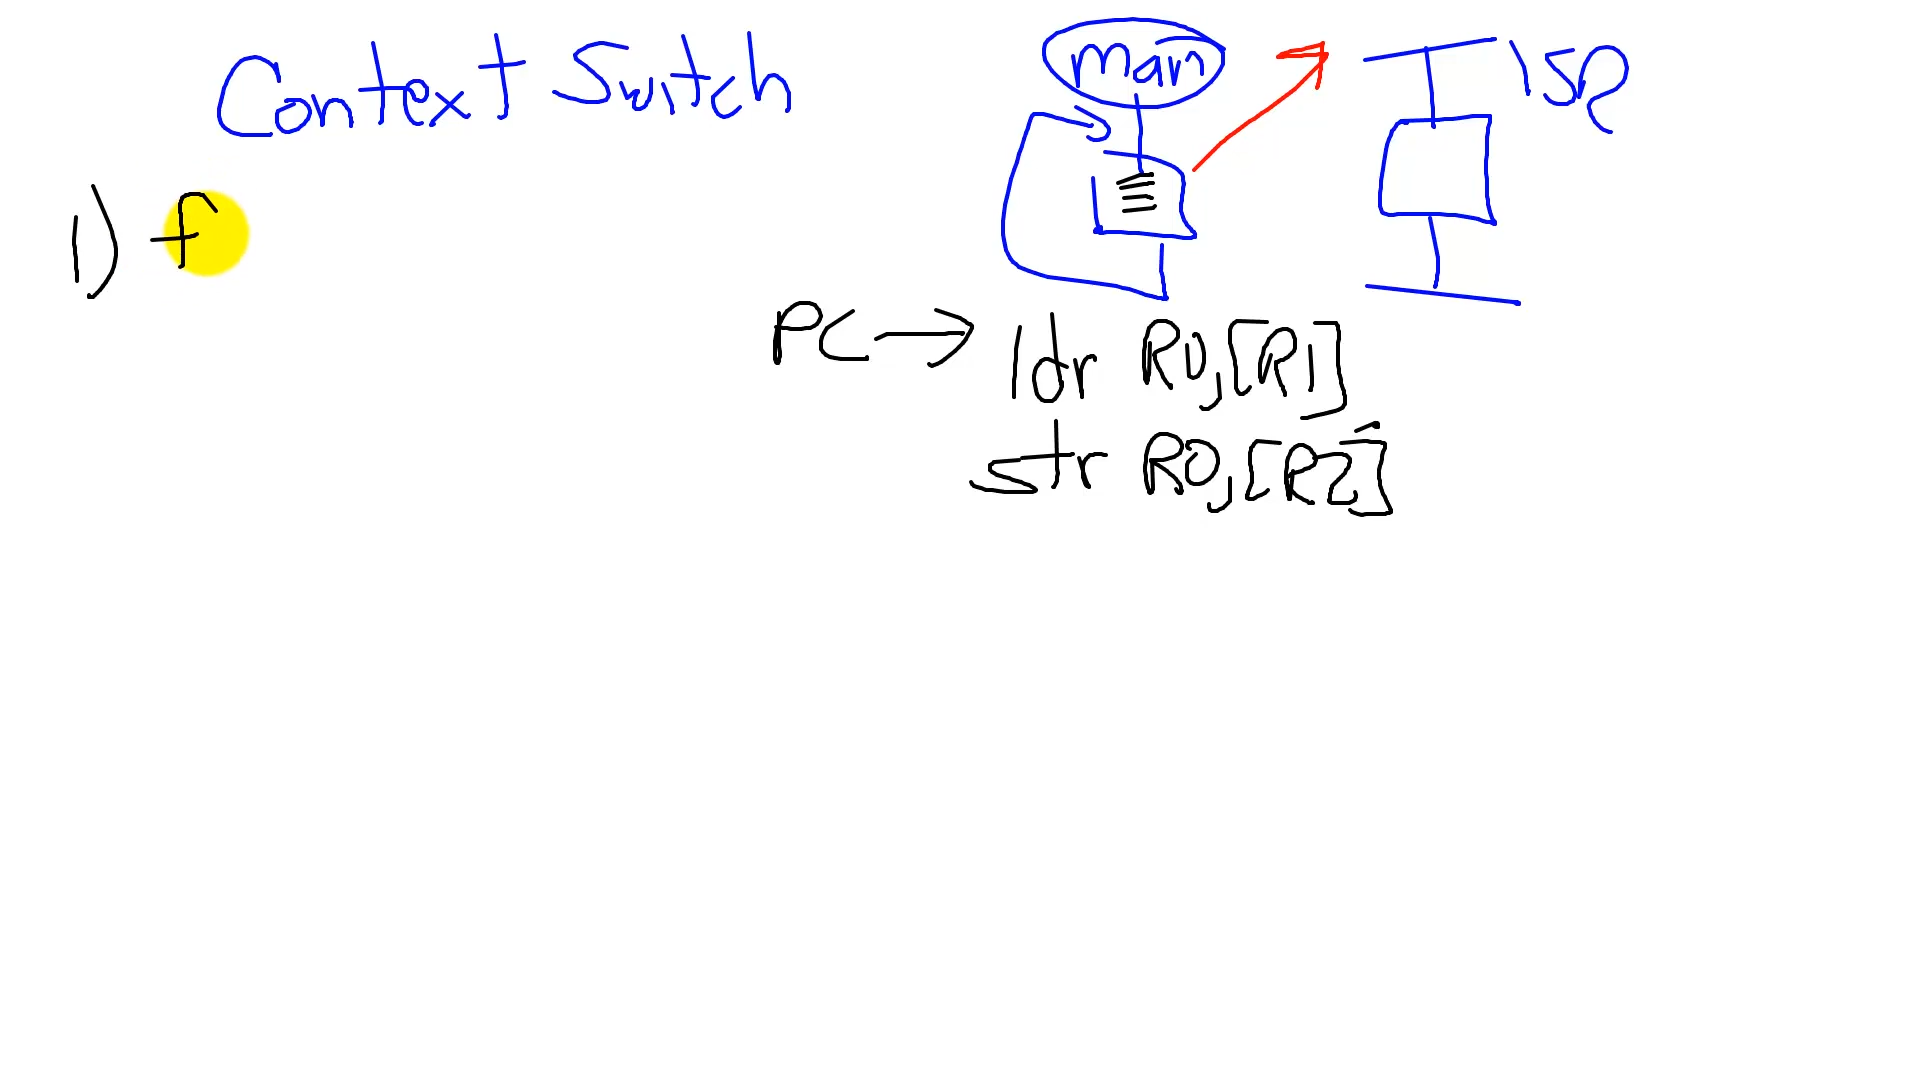 Context Switch
main
ISR
1) f
PC → ldr R0,[R1]
str R0,[R2]